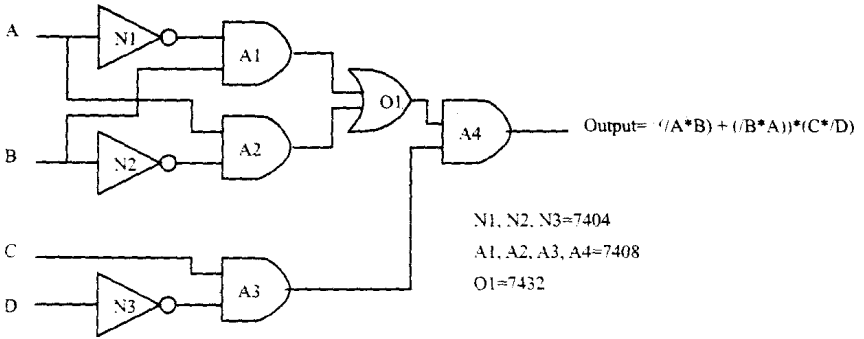 A
N1
A1
O1
A4
Output= ((/A*B) + (/B*A))*(C*/D)
A2
B
N2
N1, N2, N3=7404
C
A1, A2, A3, A4=7408
A3
O1=7432
D
N3